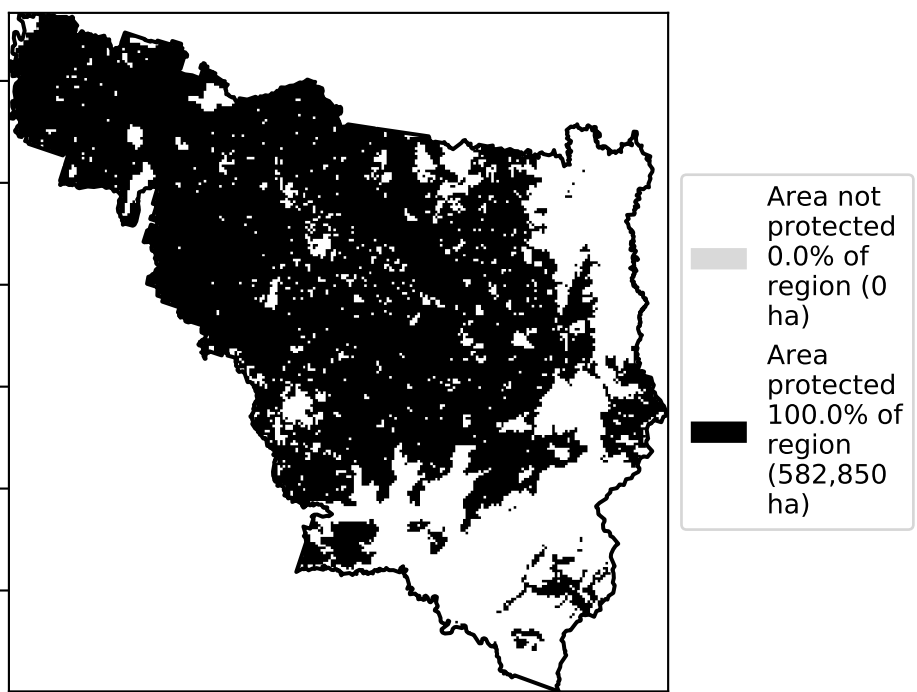 Area not
protected
0.0% of
region (0
ha)
Area
protected
100.0% of
region
(582,850
ha)